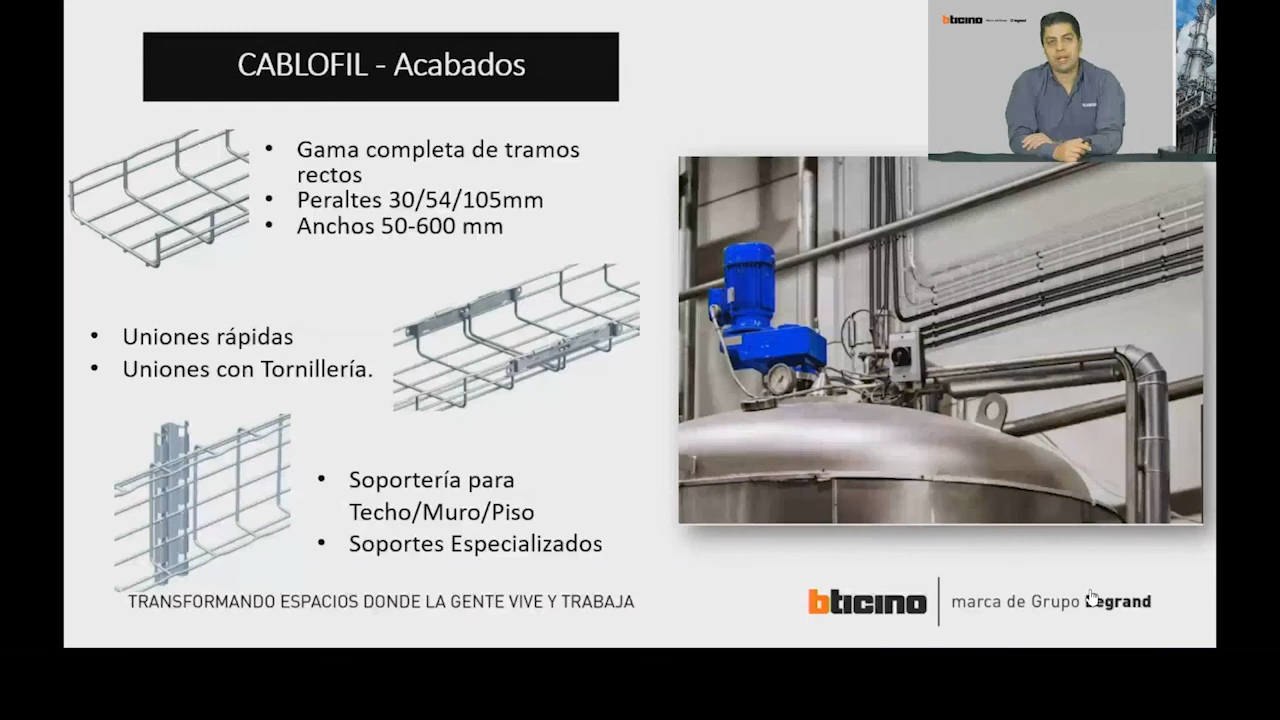 CABLOFIL - Acabados
bticino
Gama completa de tramos
rectos
Peraltes 30/54/105mm
Anchos 50-600 mm
Uniones rápidas
Uniones con Tornillería.
Soportería para
Techo/Muro/Piso
Soportes Especializados
TRANSFORMANDO ESPACIOS DONDE LA GENTE VIVE Y TRABAJA
bticino marca de Grupo legrand